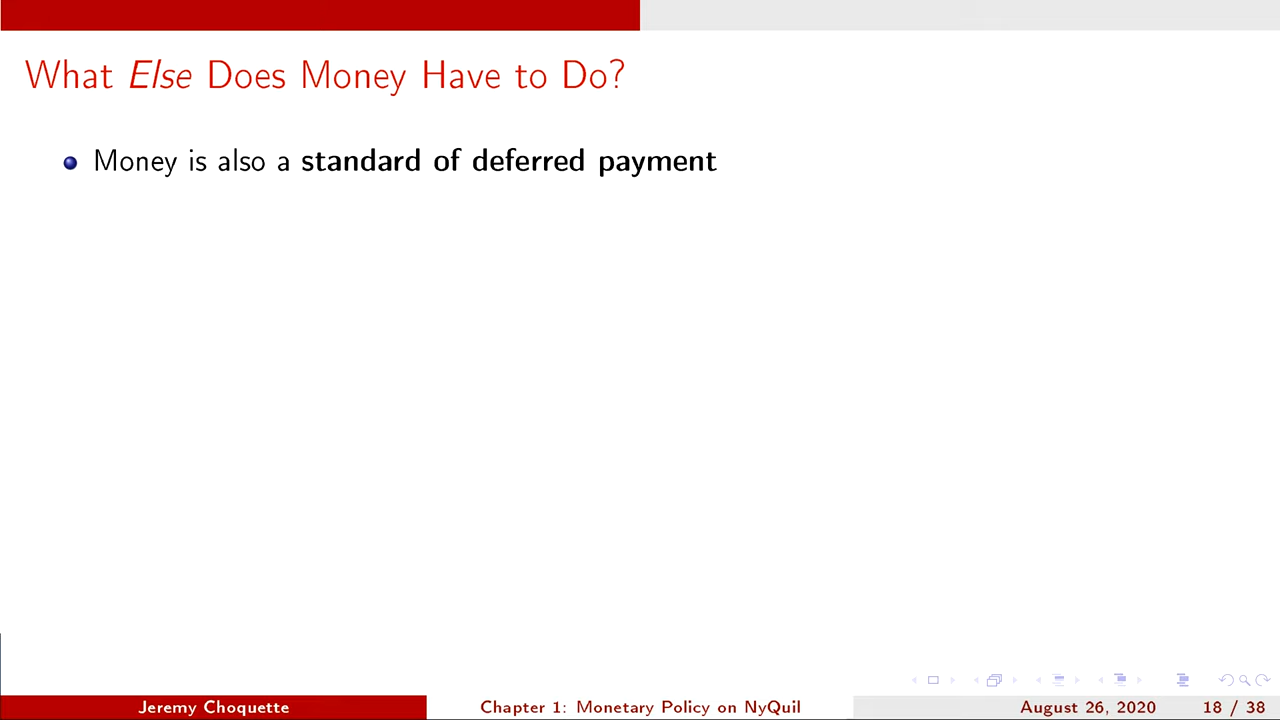 What Else Does Money Have to Do?
Money is also a standard of deferred payment
Jeremy Choquette
Chapter 1: Monetary Policy on NyQuil
August 26, 2020
18 / 38